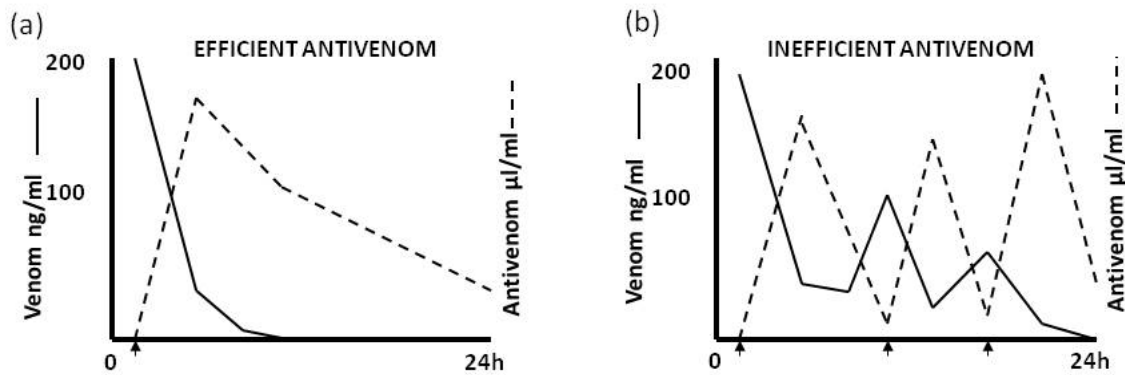 (a)
EFFICIENT ANTIVENOM
200
100
Venom ng/ml
Antivenom µl/ml
0
24h
(b)
INEFFICIENT ANTIVENOM
200
100
Venom ng/ml
Antivenom µl/ml
0
24h